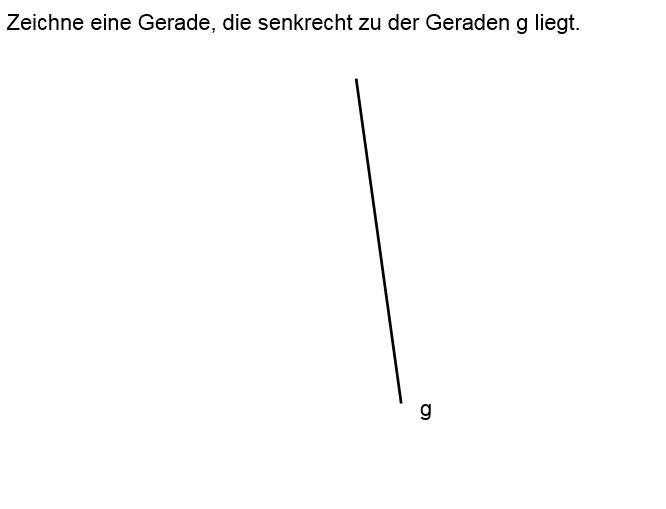 Zeichne eine Gerade, die senkrecht zu der Geraden g liegt.
g